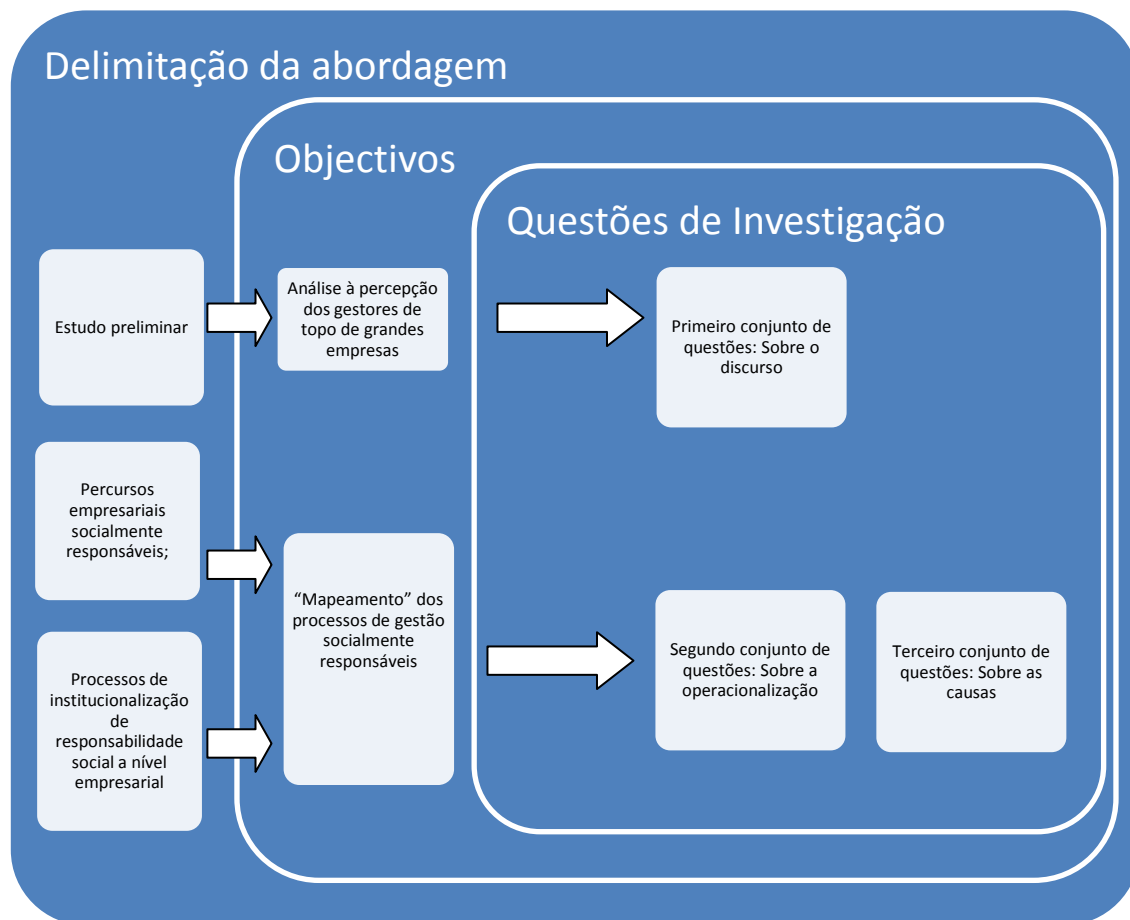 Delimitação da abordagem
Objectivos
Questões de Investigação
Estudo preliminar
Análise à percepção
dos gestores de
topo de grandes
empresas
Primeiro conjunto de
questões: Sobre o
discurso
Percursos
empresariais
socialmente
responsáveis;
Processos de
institucionalização
de
responsabilidade
social a nível
empresarial
“Mapeamento” dos
processos de gestão
socialmente
responsáveis
Segundo conjunto de
questões: Sobre a
operacionalização
Terceiro conjunto de
questões: Sobre as
causas